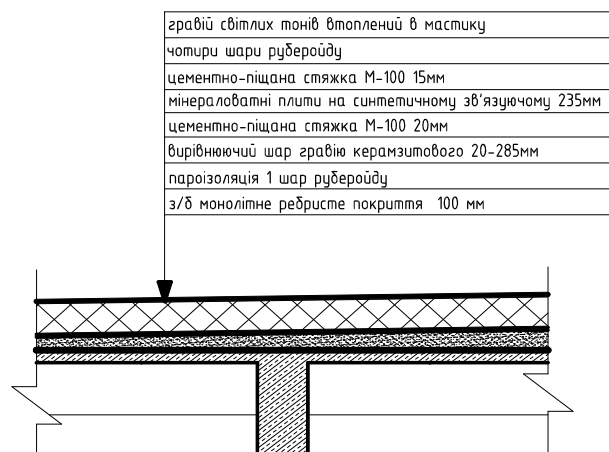 гравій світлих тонів втоплений в мастику
чотири шари руберойду
цементно-піщана стяжка М-100 15мм
мінераловатні плити на синтетичному зв'язуючому 235мм
цементно-піщана стяжка М-100 20мм
вирівнюючий шар гравію керамзитового 20-285мм
пароізоляція 1 шар руберойду
з/б монолітне ребристе покриття 100 мм